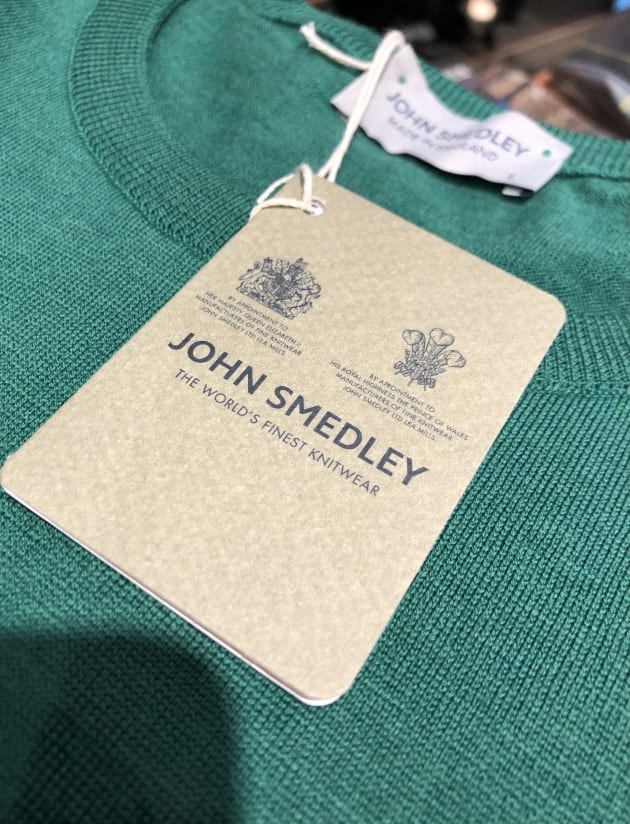 JOHN SMEDLEY
MADE IN ENGLAND
BY APPOINTMENT TO
HER MAJESTY QUEEN ELIZABETH II
MANUFACTURERS OF FINE KNITWEAR
JOHN SMEDLEY LTD LEA MILLS
BY APPOINTMENT TO
HIS ROYAL HIGHNESS THE PRINCE OF WALES
MANUFACTURERS OF FINE KNITWEAR
JOHN SMEDLEY LTD LEA MILLS
JOHN SMEDLEY
THE WORLD'S FINEST KNITWEAR